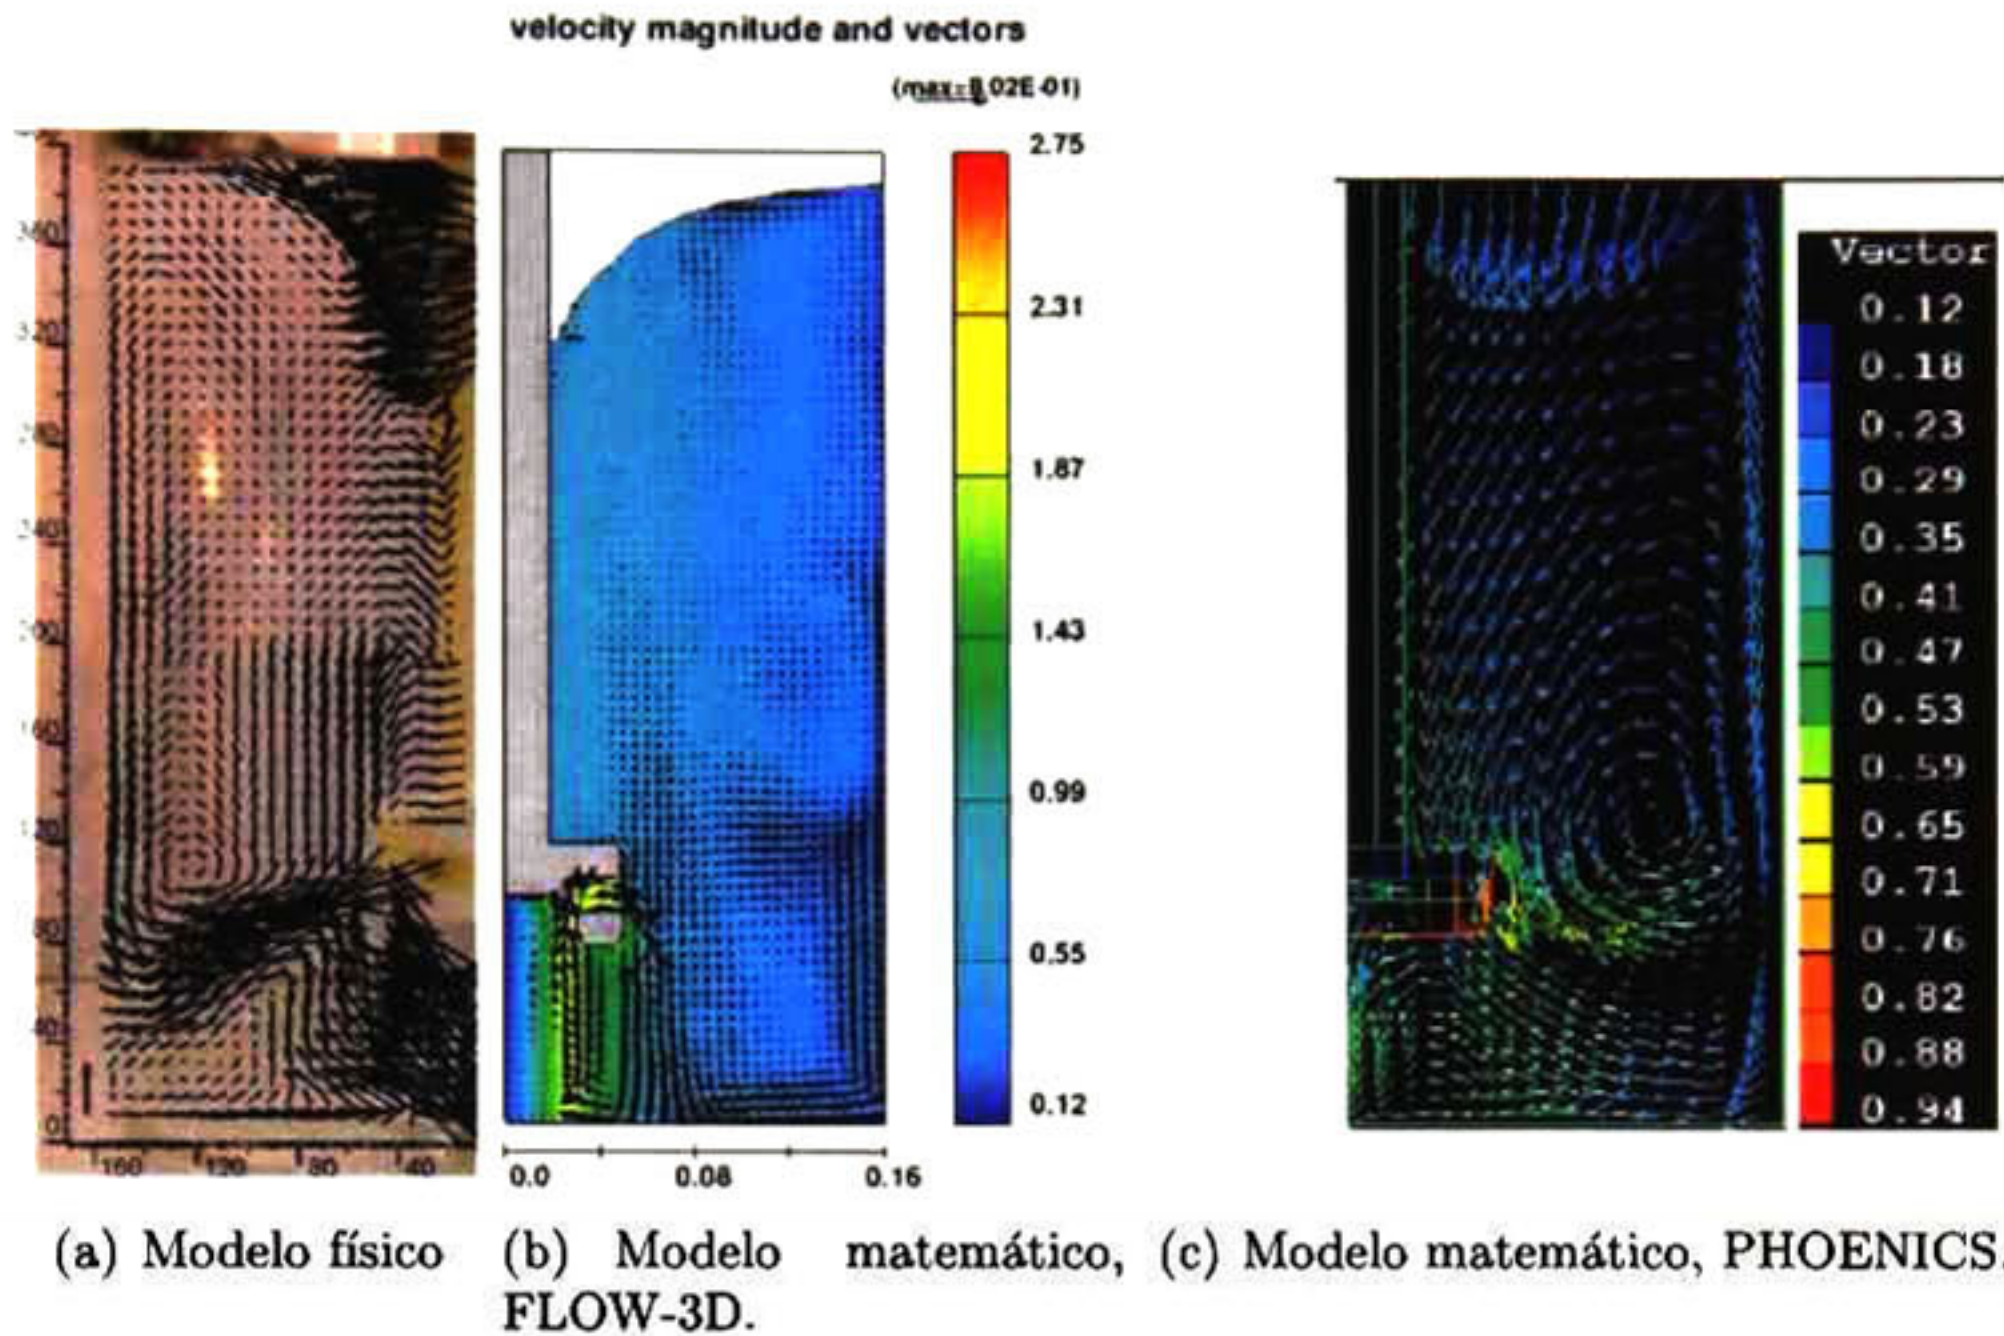 velocity magnitude and vectors
2.75
2.31
1.87
1.43
0.99
0.55
0.12
0.0 0.08 0.16
Vector
0.12
0.18
0.23
0.29
0.35
0.41
0.47
0.53
0.59
0.65
0.71
0.76
0.82
0.88
0.94
160 120 80 40
(a) Modelo físico
(b) Modelo matemático,
FLOW-3D.
(c) Modelo matemático, PHOENICS.